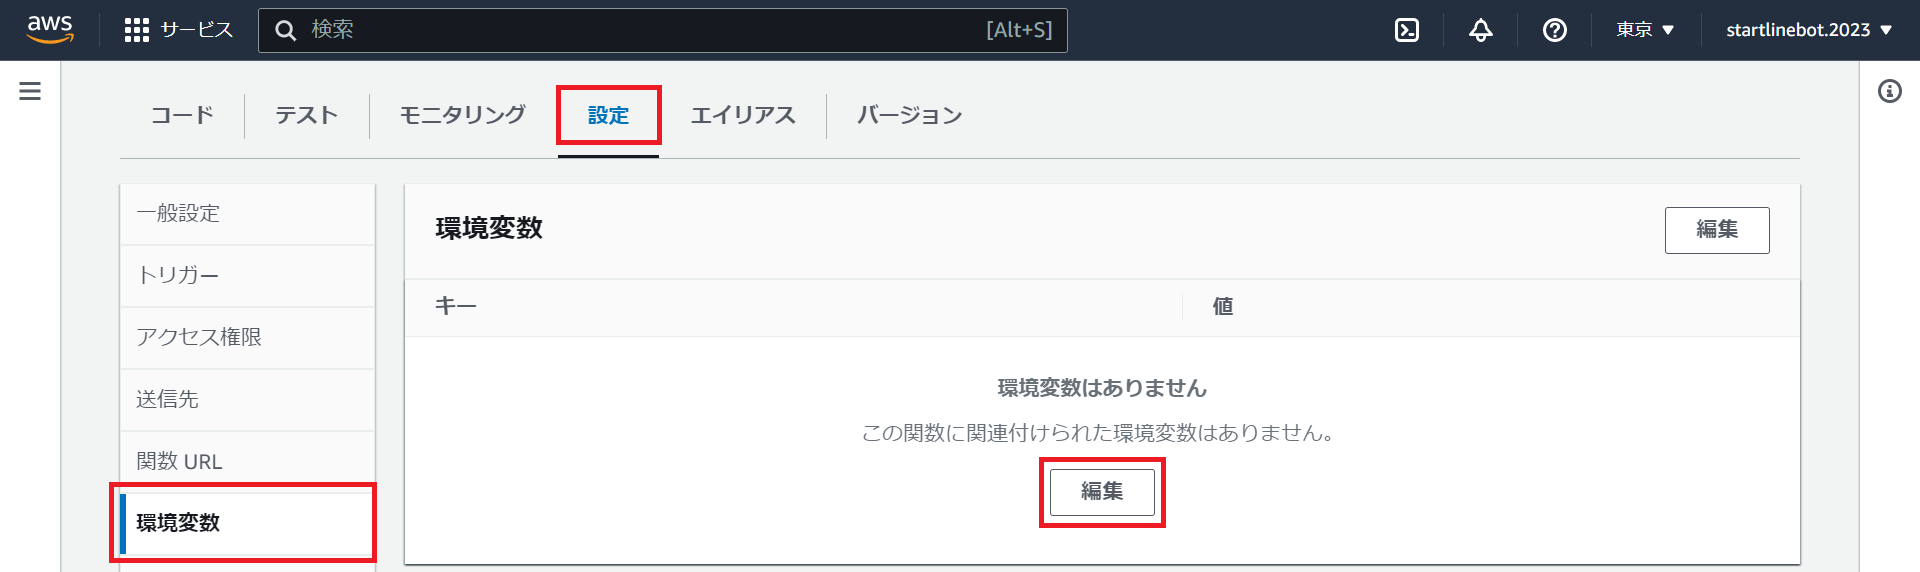 aws サービス 検索 [Alt+S] 東京 startlinebot.2023
コード テスト モニタリング 設定 エイリアス バージョン
一般設定
トリガー
アクセス権限
送信先
関数 URL
環境変数
環境変数 編集
キー 値
環境変数はありません
この関数に関連付けられた環境変数はありません。
編集